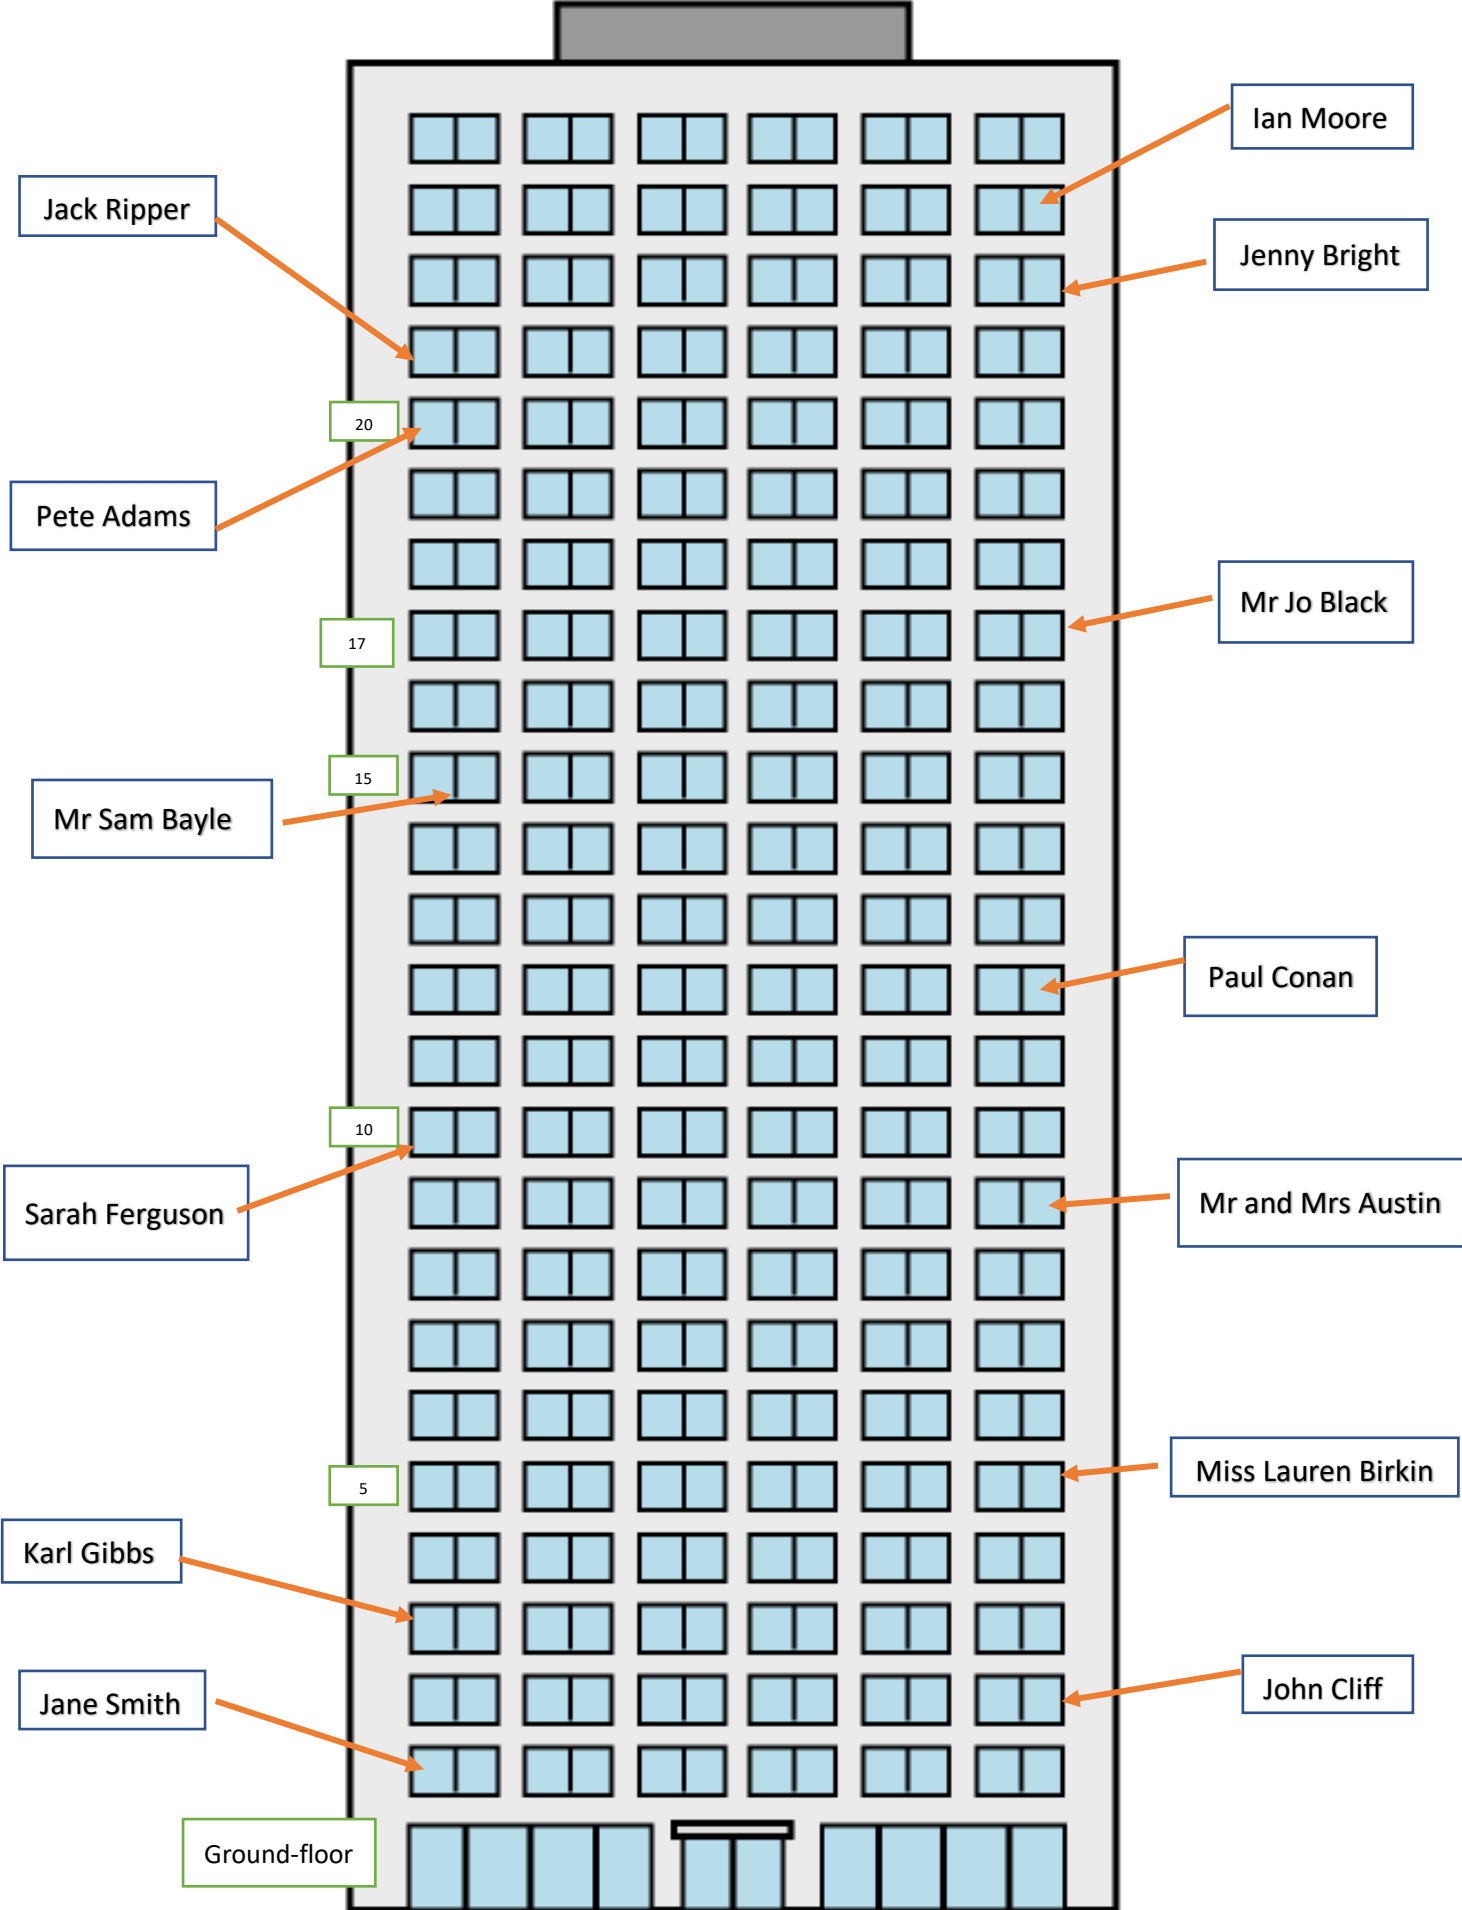 Ian Moore
Jack Ripper
Jenny Bright
20
Pete Adams
Mr Jo Black
17
15
Mr Sam Bayle
Paul Conan
10
Mr and Mrs Austin
Sarah Ferguson
Miss Lauren Birkin
5
Karl Gibbs
John Cliff
Jane Smith
Ground-floor